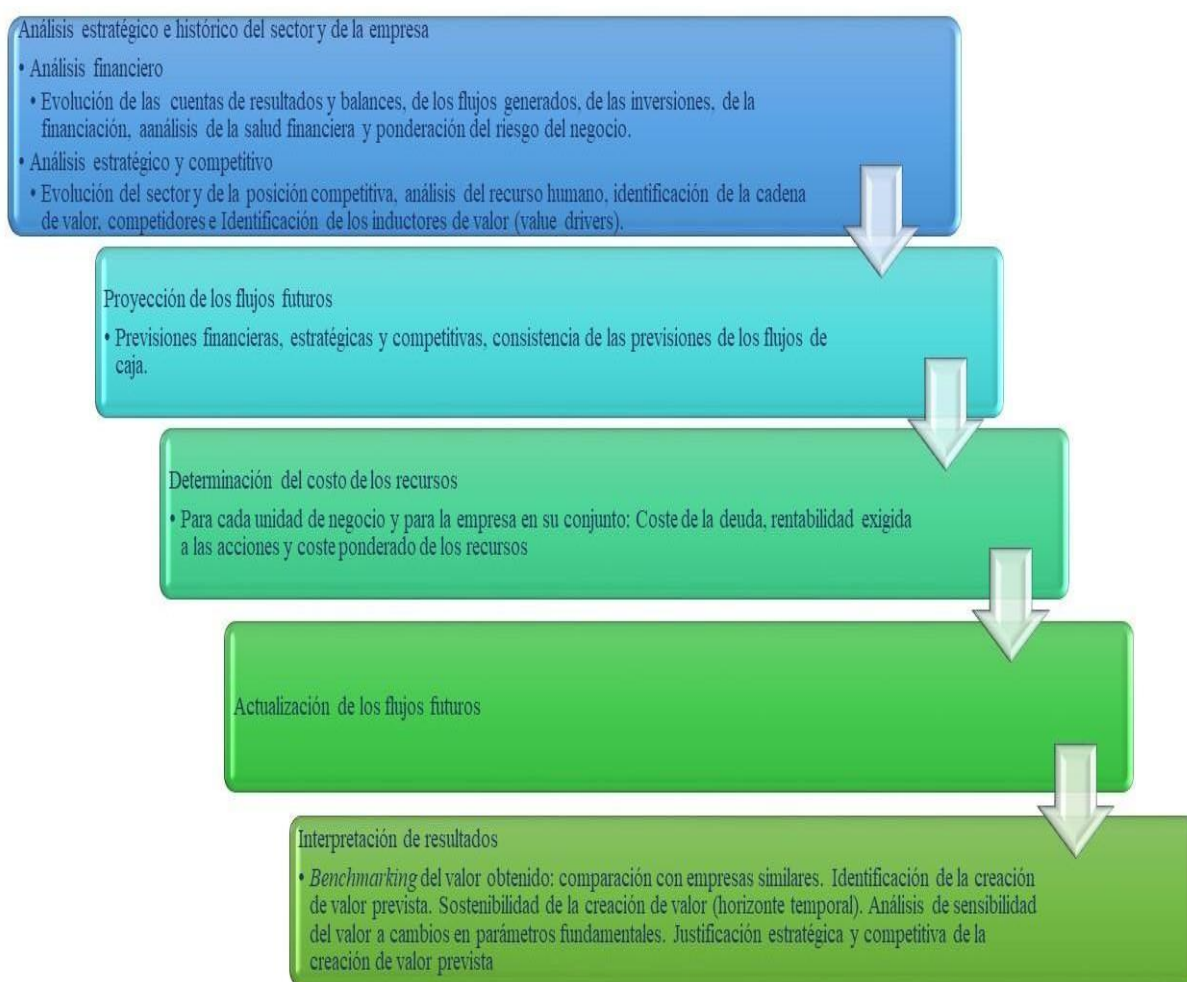 Análisis estratégico e histórico del sector y de la empresa
• Análisis financiero
• Evolución de las cuentas de resultados y balances, de los flujos generados, de las inversiones, de la
financiación, aanálisis de la salud financiera y ponderación del riesgo del negocio.
• Análisis estratégico y competitivo
• Evolución del sector y de la posición competitiva, análisis del recurso humano, identificación de la cadena
de valor, competidores e Identificación de los inductores de valor (value drivers).
Proyección de los flujos futuros
• Previsiones financieras, estratégicas y competitivas, consistencia de las previsiones de los flujos de
caja.
Determinación del costo de los recursos
• Para cada unidad de negocio y para la empresa en su conjunto: Coste de la deuda, rentabilidad exigida
a las acciones y coste ponderado de los recursos
Actualización de los flujos futuros
Interpretación de resultados
• Benchmarking del valor obtenido: comparación con empresas similares. Identificación de la creación
de valor prevista. Sostenibilidad de la creación de valor (horizonte temporal). Análisis de sensibilidad
del valor a cambios en parámetros fundamentales. Justificación estratégica y competitiva de la
creación de valor prevista